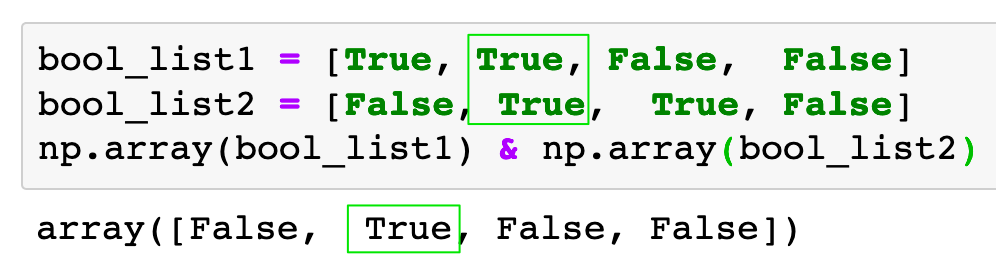 bool_list1 = [True, True, False,  False]
bool_list2 = [False, True,  True, False]
np.array(bool_list1) & np.array(bool_list2)
array([False,  True, False, False])